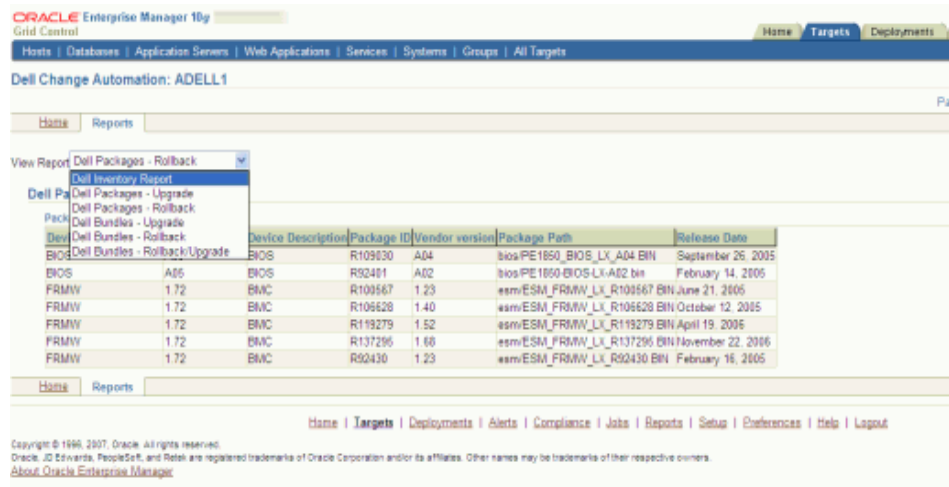 ORACLE Enterprise Manager 10g
Grid Control
Home Targets Deployments
Hosts | Databases | Application Servers | Web Applications | Services | Systems | Groups | All Targets
Dell Change Automation: ADELL1
Pa
Home Reports
View Report Dell Packages - Rollback
Dell Inventory Report
Dell Packages - Upgrade
Dell Packages - Rollback
Dell Bundles - Upgrade
Dell Bundles - Rollback
Dell Bundles - Rollback/Upgrade
Dell Pa
Pack
Devi Device Description Package ID Vendor version Package Path Release Date
BIOS BIOS R109030 A04 bios/PE1850_BIOS_LX_A04.BIN September 26, 2005
BIOS A05 BIOS R92401 A02 bios/PE1850-BIOS-LX-A02.bin February 14, 2005
FRMW 1.72 BMC R100567 1.23 esm/ESM_FRMW_LX_R100567.BIN June 21, 2005
FRMW 1.72 BMC R106628 1.40 esm/ESM_FRMW_LX_R106628.BIN October 12, 2005
FRMW 1.72 BMC R119279 1.52 esm/ESM_FRMW_LX_R119279.BIN April 19, 2006
FRMW 1.72 BMC R137295 1.68 esm/ESM_FRMW_LX_R137295.BIN November 22, 2006
FRMW 1.72 BMC R92430 1.23 esm/ESM_FRMW_LX_R92430.BIN February 16, 2005
Home Reports
Home | Targets | Deployments | Alerts | Compliance | Jobs | Reports | Setup | Preferences | Help | Logout
Copyright © 1996, 2007, Oracle. All rights reserved.
Oracle, JD Edwards, PeopleSoft, and Retek are registered trademarks of Oracle Corporation and/or its affiliates. Other names may be trademarks of their respective owners.
About Oracle Enterprise Manager